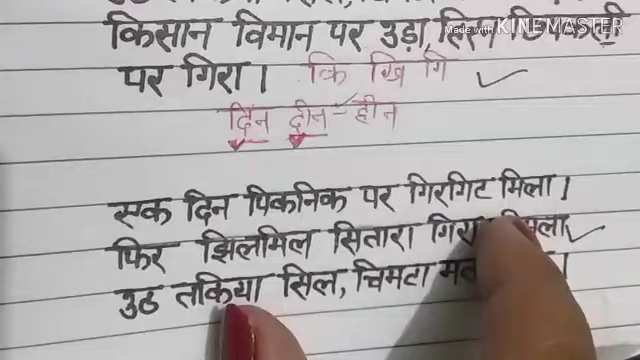 Made with KINEMASTER
किसान विमान पर उड़ा,
पर गिरा। कि खि गि
दिन दीन - हीन
एक दिन पिकनिक पर गिरगिट मिला।
फिर झिलमिल सितारा गिरा
उठ तकिया सिल, चिमटा